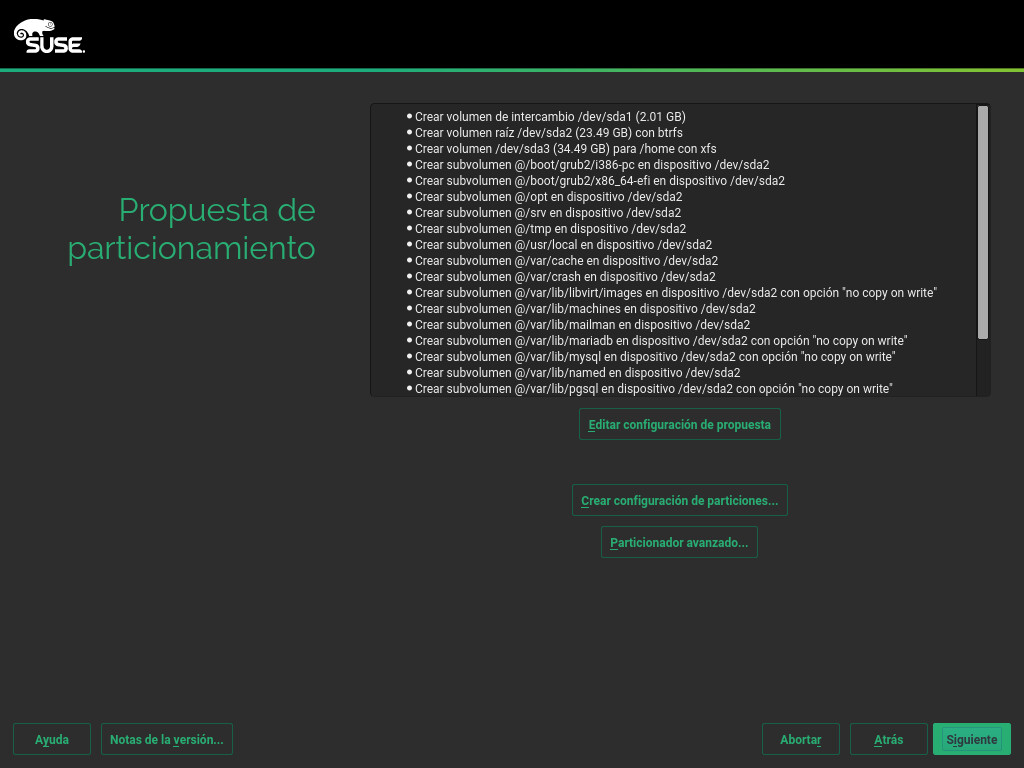 SUSE.
Propuesta de
particionamiento
• Crear volumen de intercambio /dev/sda1 (2.01 GB)
• Crear volumen raíz /dev/sda2 (23.49 GB) con btrfs
• Crear volumen /dev/sda3 (34.49 GB) para /home con xfs
• Crear subvolumen @/boot/grub2/i386-pc en dispositivo /dev/sda2
• Crear subvolumen @/boot/grub2/x86_64-efi en dispositivo /dev/sda2
• Crear subvolumen @/opt en dispositivo /dev/sda2
• Crear subvolumen @/srv en dispositivo /dev/sda2
• Crear subvolumen @/tmp en dispositivo /dev/sda2
• Crear subvolumen @/usr/local en dispositivo /dev/sda2
• Crear subvolumen @/var/cache en dispositivo /dev/sda2
• Crear subvolumen @/var/crash en dispositivo /dev/sda2
• Crear subvolumen @/var/lib/libvirt/images en dispositivo /dev/sda2 con opción "no copy on write"
• Crear subvolumen @/var/lib/machines en dispositivo /dev/sda2
• Crear subvolumen @/var/lib/mailman en dispositivo /dev/sda2
• Crear subvolumen @/var/lib/mariadb en dispositivo /dev/sda2 con opción "no copy on write"
• Crear subvolumen @/var/lib/mysql en dispositivo /dev/sda2 con opción "no copy on write"
• Crear subvolumen @/var/lib/named en dispositivo /dev/sda2
• Crear subvolumen @/var/lib/pgsql en dispositivo /dev/sda2 con opción "no copy on write"
Editar configuración de propuesta
Crear configuración de particiones...
Particionador avanzado...
Ayuda
Notas de la versión...
Abortar
Atrás
Siguiente